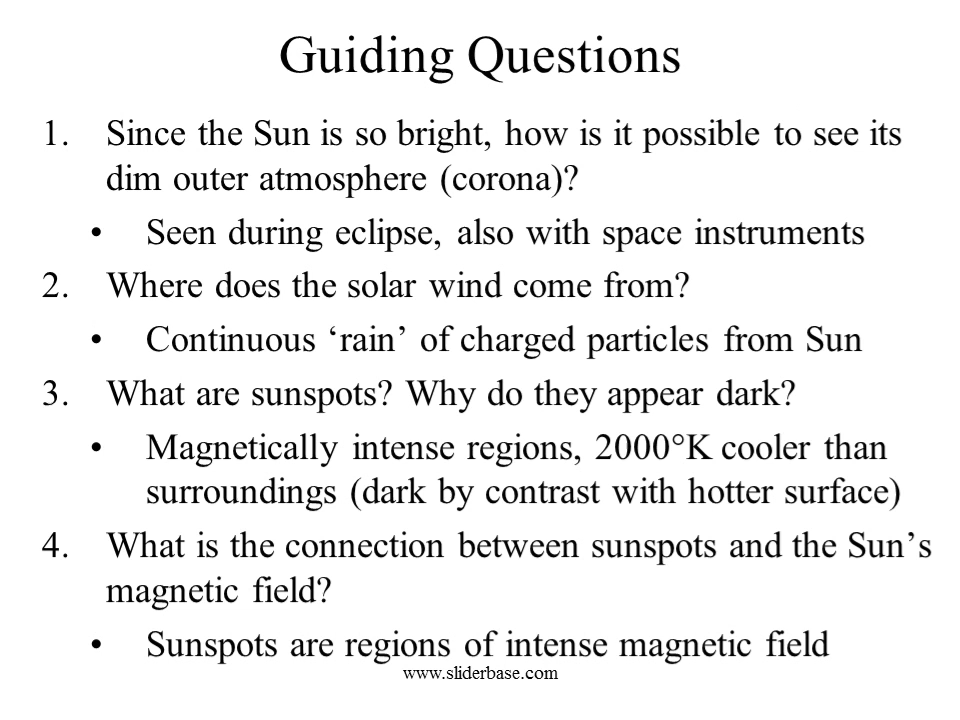 Guiding Questions
1. Since the Sun is so bright, how is it possible to see its
dim outer atmosphere (corona)?
• Seen during eclipse, also with space instruments
2. Where does the solar wind come from?
• Continuous ‘rain’ of charged particles from Sun
3. What are sunspots? Why do they appear dark?
• Magnetically intense regions, 2000°K cooler than
surroundings (dark by contrast with hotter surface)
4. What is the connection between sunspots and the Sun’s
magnetic field?
• Sunspots are regions of intense magnetic field
www.sliderbase.com